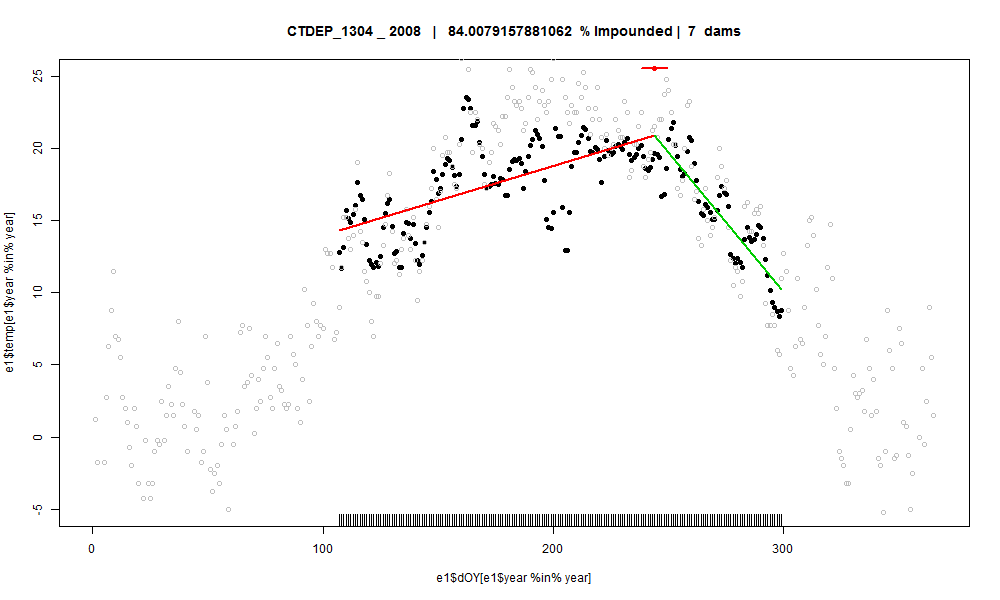 CTDEP_1304 _ 2008 | 84.0079157881062 % Impounded | 7 dams
e1$temp[e1$year %in% year]
25
20
15
10
5
0
-5
0 100 200 300
e1$dOY[e1$year %in% year]